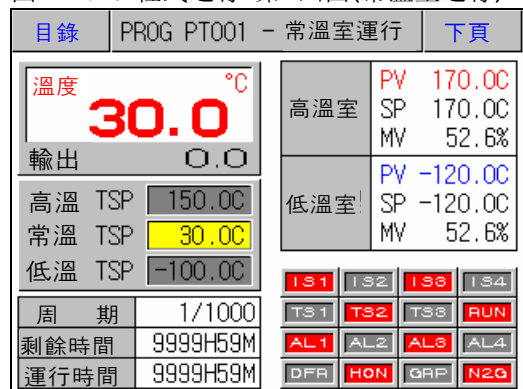 目錄 PROG PT001 - 常溫室運行 下頁
溫度 °C
30.0
輸出 0.0
高溫 TSP 150.0C
常溫 TSP 30.0C
低溫 TSP -100.0C
周 期 1/1000
剩餘時間 9999H59M
運行時間 9999H59M
高溫室 PV 170.0C
SP 170.0C
MV 52.6%
低溫室 PV -120.0C
SP -120.0C
MV 52.6%
IS1 IS2 IS3 IS4
TS1 TS2 TS3 RUN
AL1 AL2 AL3 AL4
DFR HON GRP N2G